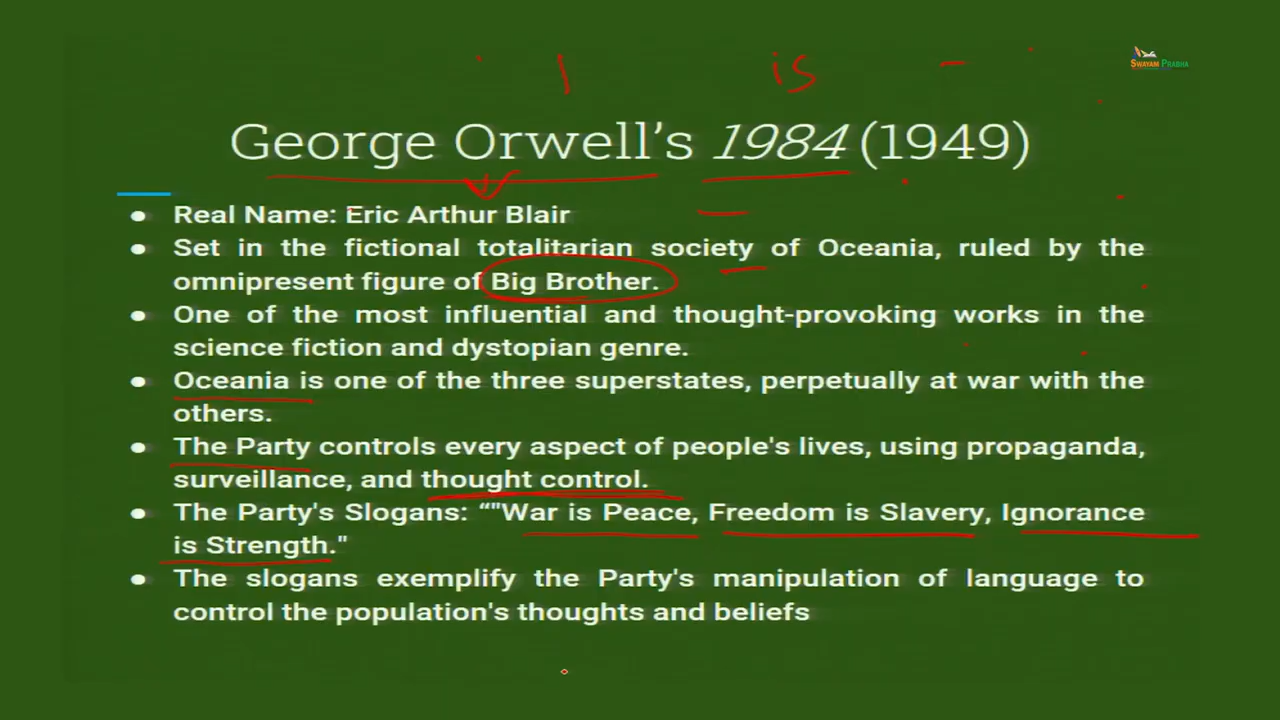 is
SWAYAM PRABHA
George Orwell's 1984 (1949)
● Real Name: Eric Arthur Blair
● Set in the fictional totalitarian society of Oceania, ruled by the
omnipresent figure of Big Brother.
● One of the most influential and thought-provoking works in the
science fiction and dystopian genre.
● Oceania is one of the three superstates, perpetually at war with the
others.
● The Party controls every aspect of people's lives, using propaganda,
surveillance, and thought control.
● The Party's Slogans: “"War is Peace, Freedom is Slavery, Ignorance
is Strength."
● The slogans exemplify the Party's manipulation of language to
control the population's thoughts and beliefs